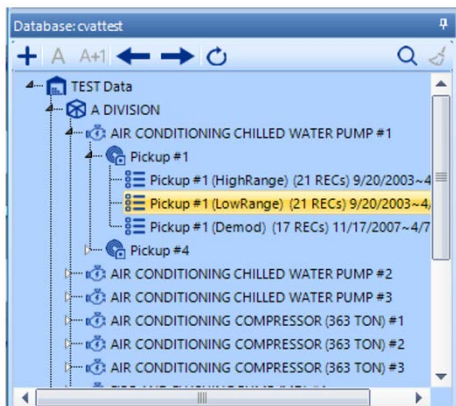 Database: cvattest
A A+1
TEST Data
A DIVISION
AIR CONDITIONING CHILLED WATER PUMP #1
Pickup #1
Pickup #1 (HighRange) (21 RECs) 9/20/2003~4
Pickup #1 (LowRange) (21 RECs) 9/20/2003~4/
Pickup #1 (Demod) (17 RECs) 11/17/2007~4/7
Pickup #4
AIR CONDITIONING CHILLED WATER PUMP #2
AIR CONDITIONING CHILLED WATER PUMP #3
AIR CONDITIONING COMPRESSOR (363 TON) #1
AIR CONDITIONING COMPRESSOR (363 TON) #2
AIR CONDITIONING COMPRESSOR (363 TON) #3